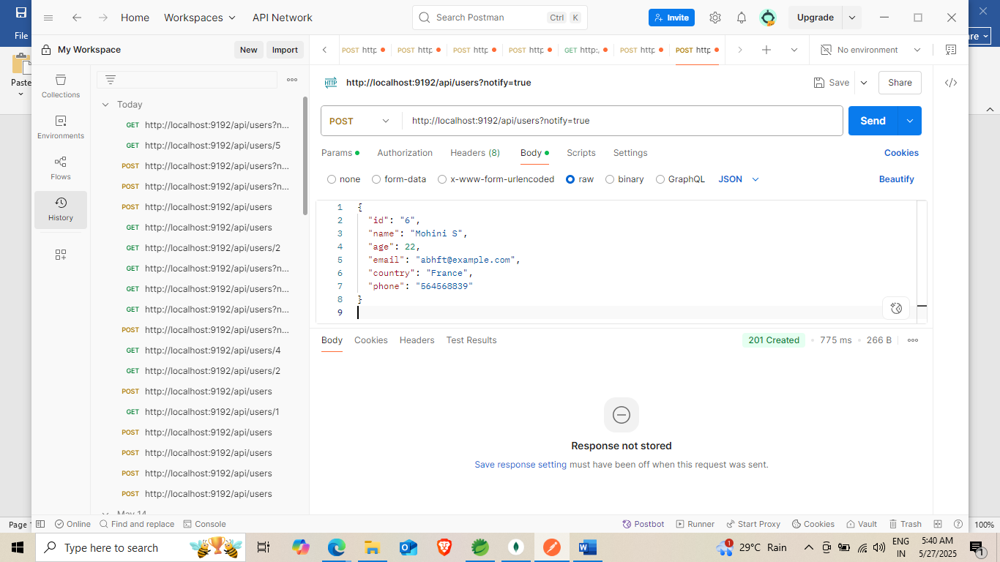 File
Paste
Home
Workspaces
API Network
Search Postman
Ctrl K
Invite
Upgrade
My Workspace
New
Import
POST http
POST http
POST http
POST http
GET http:
POST http
POST http
No environment
Collections
Environments
Flows
History
Today
GET http://localhost:9192/api/users?n...
GET http://localhost:9192/api/users/5
POST http://localhost:9192/api/users?n...
POST http://localhost:9192/api/users?n...
POST http://localhost:9192/api/users
GET http://localhost:9192/api/users
GET http://localhost:9192/api/users/2
GET http://localhost:9192/api/users?n...
GET http://localhost:9192/api/users?n...
GET http://localhost:9192/api/users?n...
POST http://localhost:9192/api/users?n...
GET http://localhost:9192/api/users/4
GET http://localhost:9192/api/users/2
POST http://localhost:9192/api/users
GET http://localhost:9192/api/users/1
POST http://localhost:9192/api/users
POST http://localhost:9192/api/users
POST http://localhost:9192/api/users
POST http://localhost:9192/api/users
May 14
HTTP http://localhost:9192/api/users?notify=true
Save
Share
POST http://localhost:9192/api/users?notify=true
Send
Params Authorization Headers (8) Body Scripts Settings Cookies
none form-data x-www-form-urlencoded raw binary GraphQL JSON Beautify
1 {
2 "id": "6",
3 "name": "Mohini S",
4 "age": 22,
5 "email": "abhft@example.com",
6 "country": "France",
7 "phone": "564568839"
8 }
9
Body Cookies Headers Test Results 201 Created 775 ms 266 B
Response not stored
Save response setting must have been off when this request was sent.
Page
Online Find and replace Console Postbot Runner Start Proxy Cookies Vault Trash
100%
Type here to search
1
29°C Rain
ENG
IN
5:40 AM
5/27/2025
1